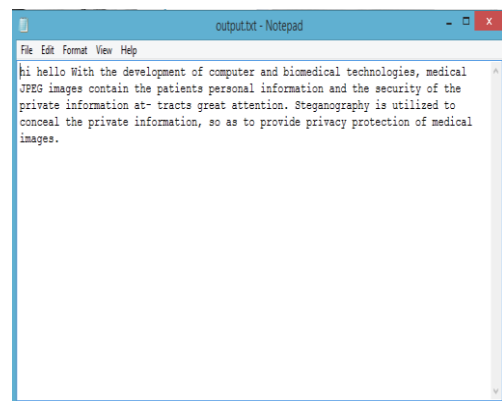 output.txt - Notepad
File Edit Format View Help
hi hello With the development of computer and biomedical technologies, medical
JPEG images contain the patients personal information and the security of the
private information at- tracts great attention. Steganography is utilized to
conceal the private information, so as to provide privacy protection of medical
images.